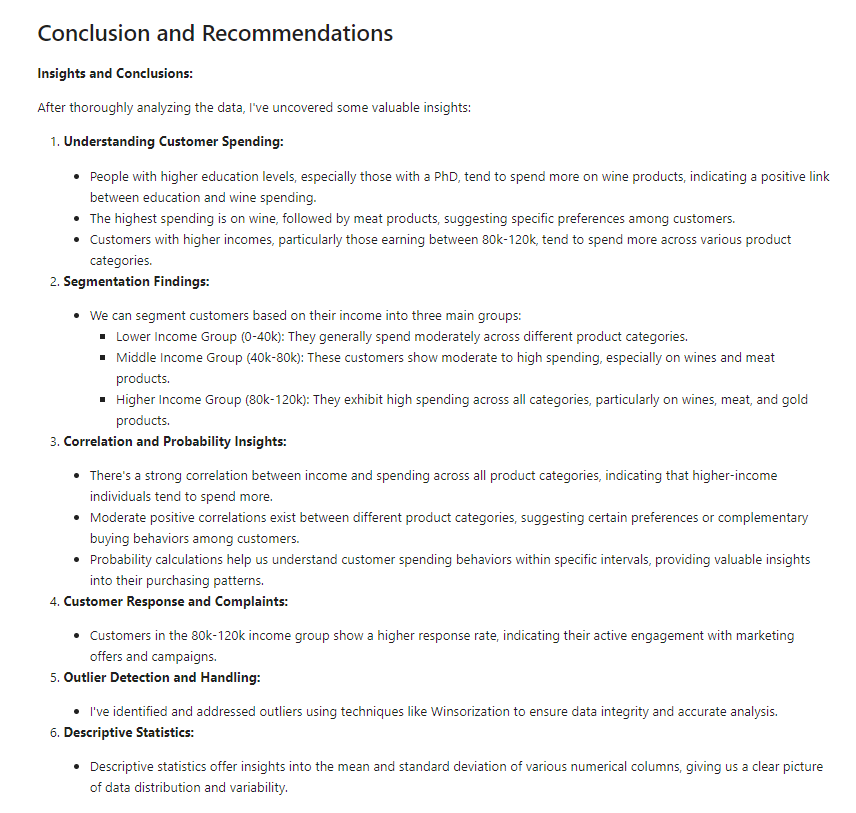 Conclusion and Recommendations
Insights and Conclusions:
After thoroughly analyzing the data, I've uncovered some valuable insights:
1. Understanding Customer Spending:
• People with higher education levels, especially those with a PhD, tend to spend more on wine products, indicating a positive link
between education and wine spending.
• The highest spending is on wine, followed by meat products, suggesting specific preferences among customers.
• Customers with higher incomes, particularly those earning between 80k-120k, tend to spend more across various product
categories.
2. Segmentation Findings:
• We can segment customers based on their income into three main groups:
▪ Lower Income Group (0-40k): They generally spend moderately across different product categories.
▪ Middle Income Group (40k-80k): These customers show moderate to high spending, especially on wines and meat
products.
▪ Higher Income Group (80k-120k): They exhibit high spending across all categories, particularly on wines, meat, and gold
products.
3. Correlation and Probability Insights:
• There's a strong correlation between income and spending across all product categories, indicating that higher-income
individuals tend to spend more.
• Moderate positive correlations exist between different product categories, suggesting certain preferences or complementary
buying behaviors among customers.
• Probability calculations help us understand customer spending behaviors within specific intervals, providing valuable insights
into their purchasing patterns.
4. Customer Response and Complaints:
• Customers in the 80k-120k income group show a higher response rate, indicating their active engagement with marketing
offers and campaigns.
5. Outlier Detection and Handling:
• I've identified and addressed outliers using techniques like Winsorization to ensure data integrity and accurate analysis.
6. Descriptive Statistics:
• Descriptive statistics offer insights into the mean and standard deviation of various numerical columns, giving us a clear picture
of data distribution and variability.